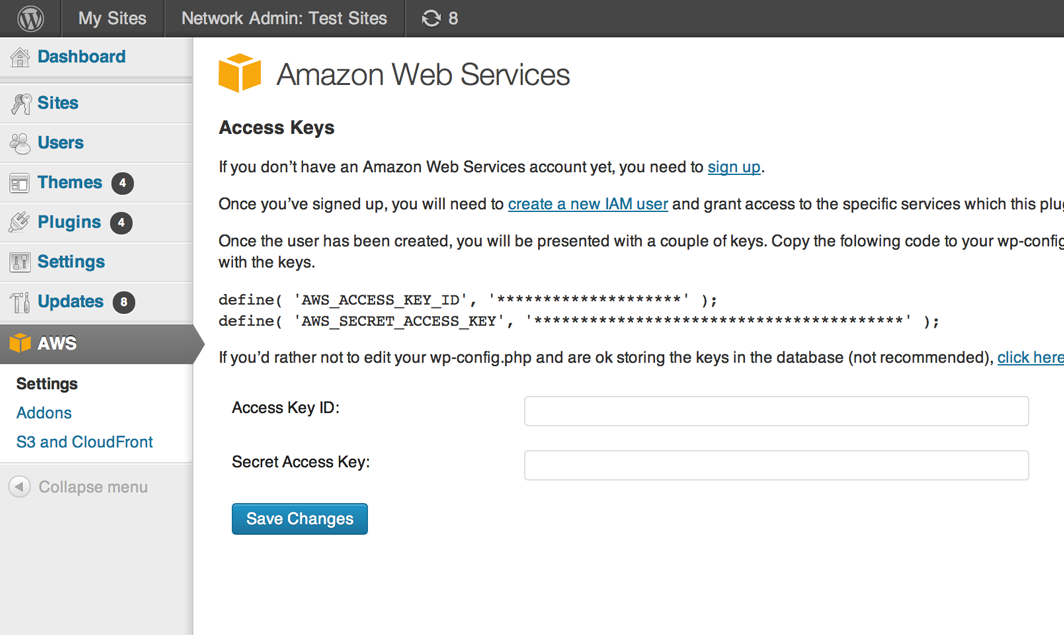 My Sites
Network Admin: Test Sites
8
Dashboard
Sites
Users
Themes 4
Plugins 4
Settings
Updates 8
AWS
Settings
Addons
S3 and CloudFront
Collapse menu
Amazon Web Services
Access Keys
If you don’t have an Amazon Web Services account yet, you need to sign up.
Once you’ve signed up, you will need to create a new IAM user and grant access to the specific services which this plug
Once the user has been created, you will be presented with a couple of keys. Copy the folowing code to your wp-config
with the keys.
define( 'AWS_ACCESS_KEY_ID', '********************' );
define( 'AWS_SECRET_ACCESS_KEY', '****************************************' );
If you’d rather not to edit your wp-config.php and are ok storing the keys in the database (not recommended), click here
Access Key ID:
Secret Access Key:
Save Changes